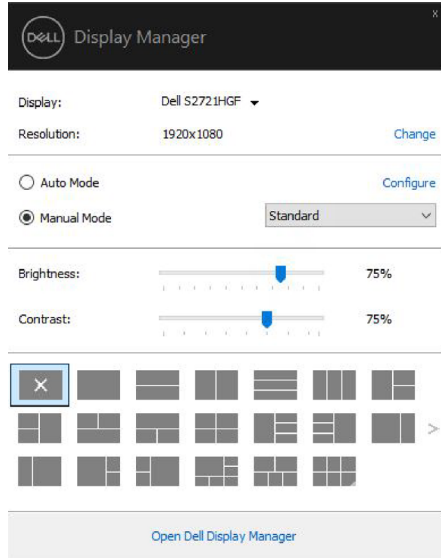 DELL Display Manager
Display: Dell S2721HGF
Resolution: 1920x1080 Change
Auto Mode Configure
Manual Mode Standard
Brightness: 75%
Contrast: 75%
Open Dell Display Manager